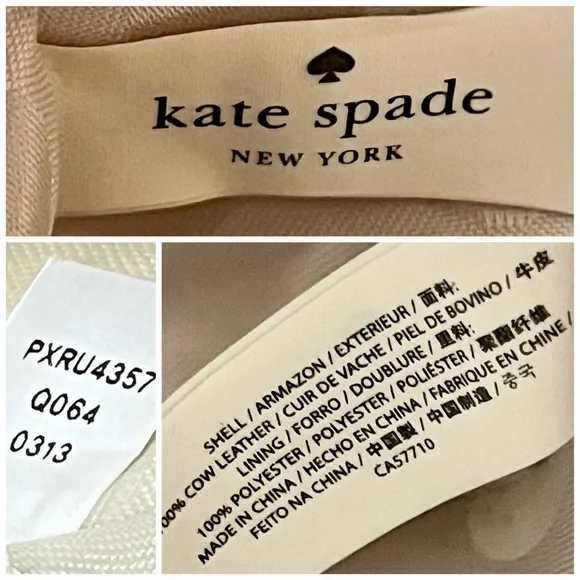 kate spade
NEW YORK
PXRU4357
Q064
0313
SHELL / ARMAZON / EXTERIEUR / 面料:
100% COW LEATHER / CUIR DE VACHE / PIEL DE BOVINO / 牛皮
LINING / FORRO / DOUBLURE / 里料:
100% POLYESTER / POLYESTER / POLIÉSTER / 聚酯纤维
MADE IN CHINA / HECHO EN CHINA / FABRIQUE EN CHINE /
FEITO NA CHINA / 中国製 / 中国制造 / 중국
CA57710